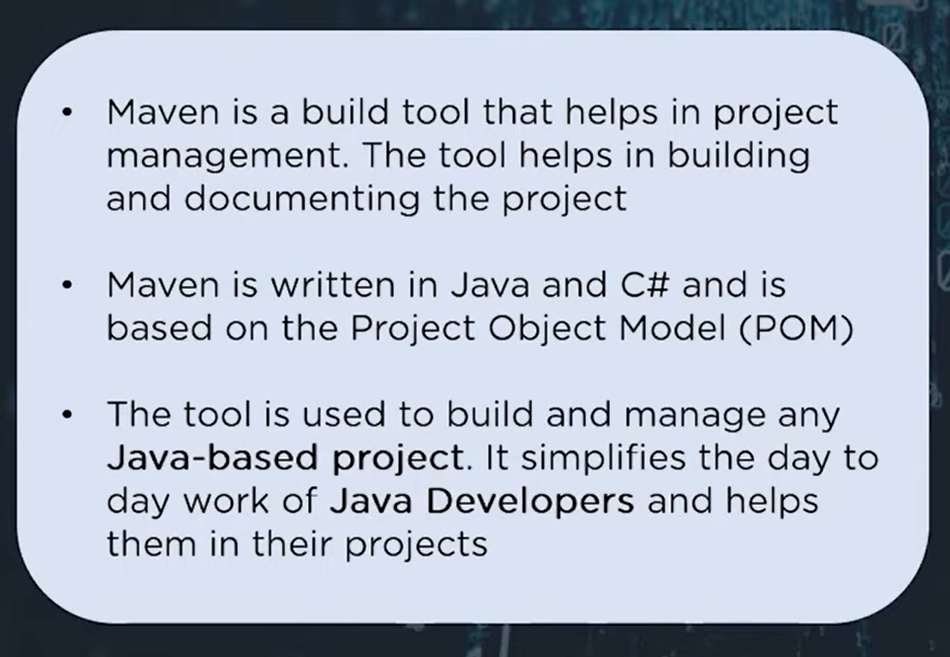 • Maven is a build tool that helps in project
management. The tool helps in building
and documenting the project
• Maven is written in Java and C# and is
based on the Project Object Model (POM)
• The tool is used to build and manage any
Java-based project. It simplifies the day to
day work of Java Developers and helps
them in their projects